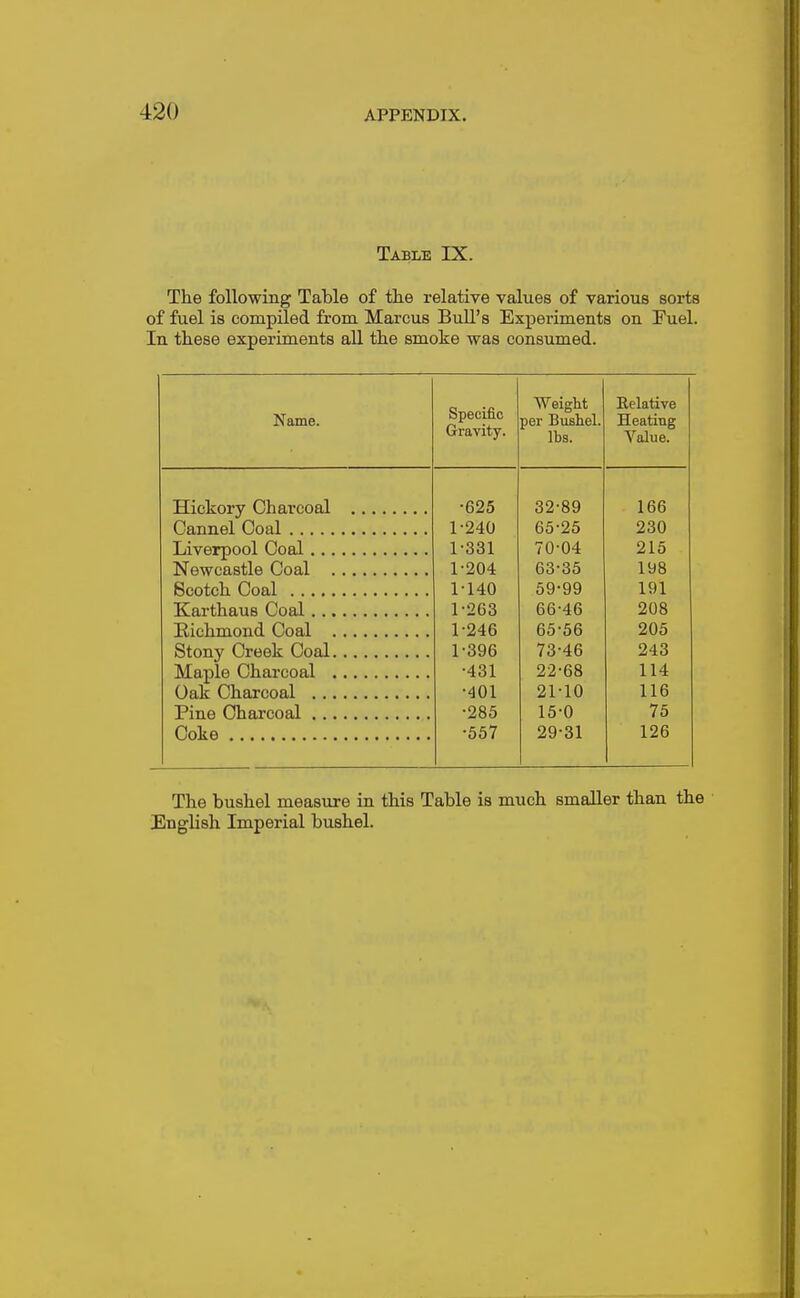 420 APPENDIX.
TABLE IX.
The following Table of the relative values of various sorts
of fuel is compiled from Marcus Bull's Experiments on Fuel.
In these experiments all the smoke was consumed.
Name. Specific Gravity. Weight per Bushel. lbs. Relative Heating Value.
Hickory Charcoal ........ ·625 32·89 166
Cannel Coal .............. 1·240 65·25 230
Liverpool Coal ............ 1·331 70·04 215
Newcastle Coal .......... 1·204 63·35 198
Scotch Coal .............. 1·140 59·99 191
Karthaus Coal ............ 1·263 66·46 208
Richmond Coal .......... 1·246 65·56 205
Stony Creek Coal .......... 1·396 73·46 243
Maple Charcoal .......... ·431 22·68 114
Oak Charcoal ............ ·401 21·10 116
Pine Charcoal ............ ·285 15·0 75
Coke .................... ·557 29·31 126
The bushel measure in this Table is much smaller than the
English Imperial bushel.